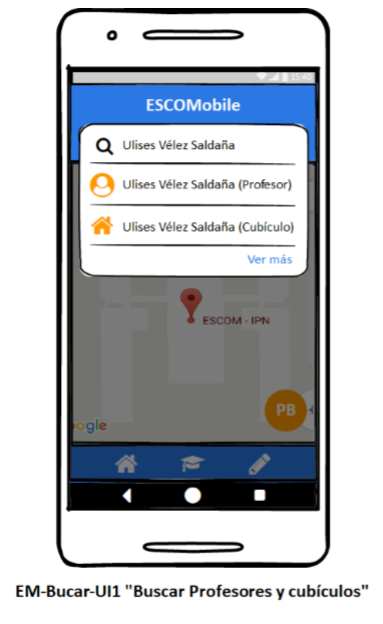 15:40
ESCOMobile
Ulises Vélez Saldaña
Ulises Vélez Saldaña (Profesor)
Ulises Vélez Saldaña (Cubículo)
Ver más
ESCOM - IPN
PB
ogle
EM-Bucar-UI1 "Buscar Profesores y cubículos"